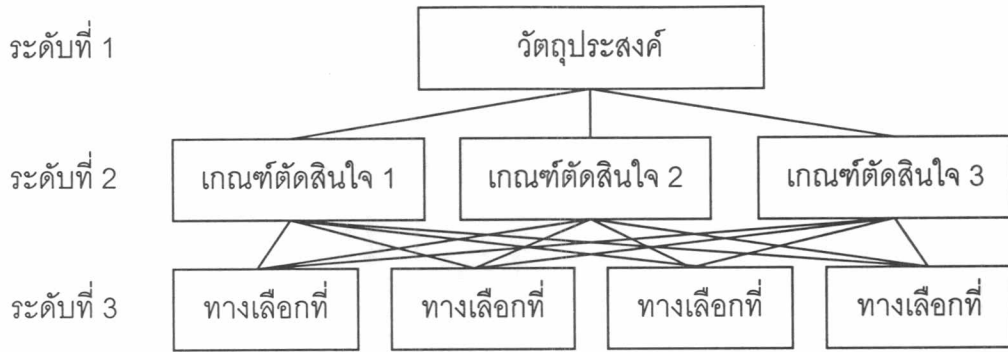 ระดับที่ 1 วัตถุประสงค์
ระดับที่ 2 เกณฑ์ตัดสินใจ 1 เกณฑ์ตัดสินใจ 2 เกณฑ์ตัดสินใจ 3
ระดับที่ 3 ทางเลือกที่ ทางเลือกที่ ทางเลือกที่ ทางเลือกที่